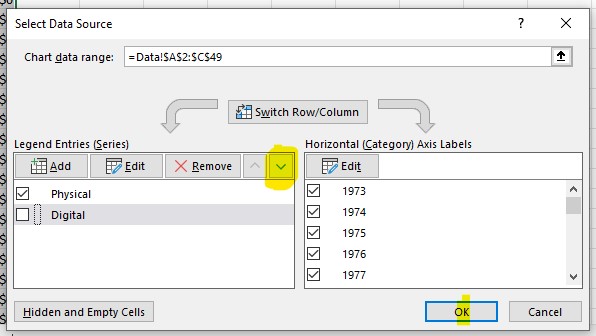 Select Data Source
?
Chart data range: =Data!$A$2:$C$49
Switch Row/Column
Legend Entries (Series)
Horizontal (Category) Axis Labels
Add Edit Remove
Edit
Physical
Digital
1973
1974
1975
1976
1977
Hidden and Empty Cells
OK
Cancel